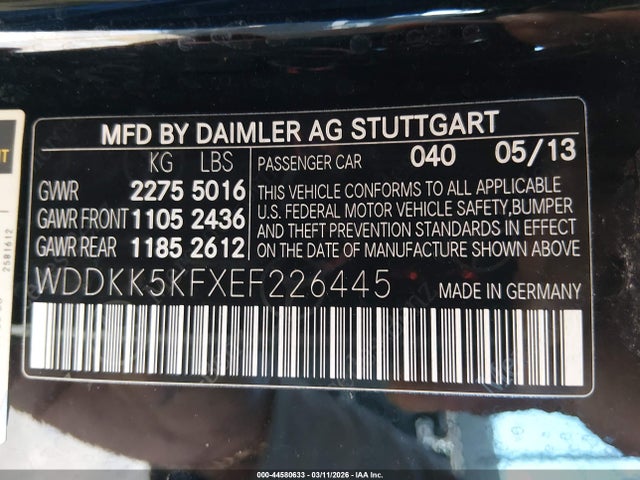 MFD BY DAIMLER AG STUTTGART
KG LBS PASSENGER CAR 040 05/13
GVWR 2275 5016
GAWR FRONT 1105 2436
GAWR REAR 1185 2612
THIS VEHICLE CONFORMS TO ALL APPLICABLE
U.S. FEDERAL MOTOR VEHICLE SAFETY, BUMPER
AND THEFT PREVENTION STANDARDS IN EFFECT
ON THE DATE OF MANUFACTURE SHOWN ABOVE
WDDKK5KFXEF226445 MADE IN GERMANY
2581612
000-44580633 - 03/11/2026 - IAA Inc.